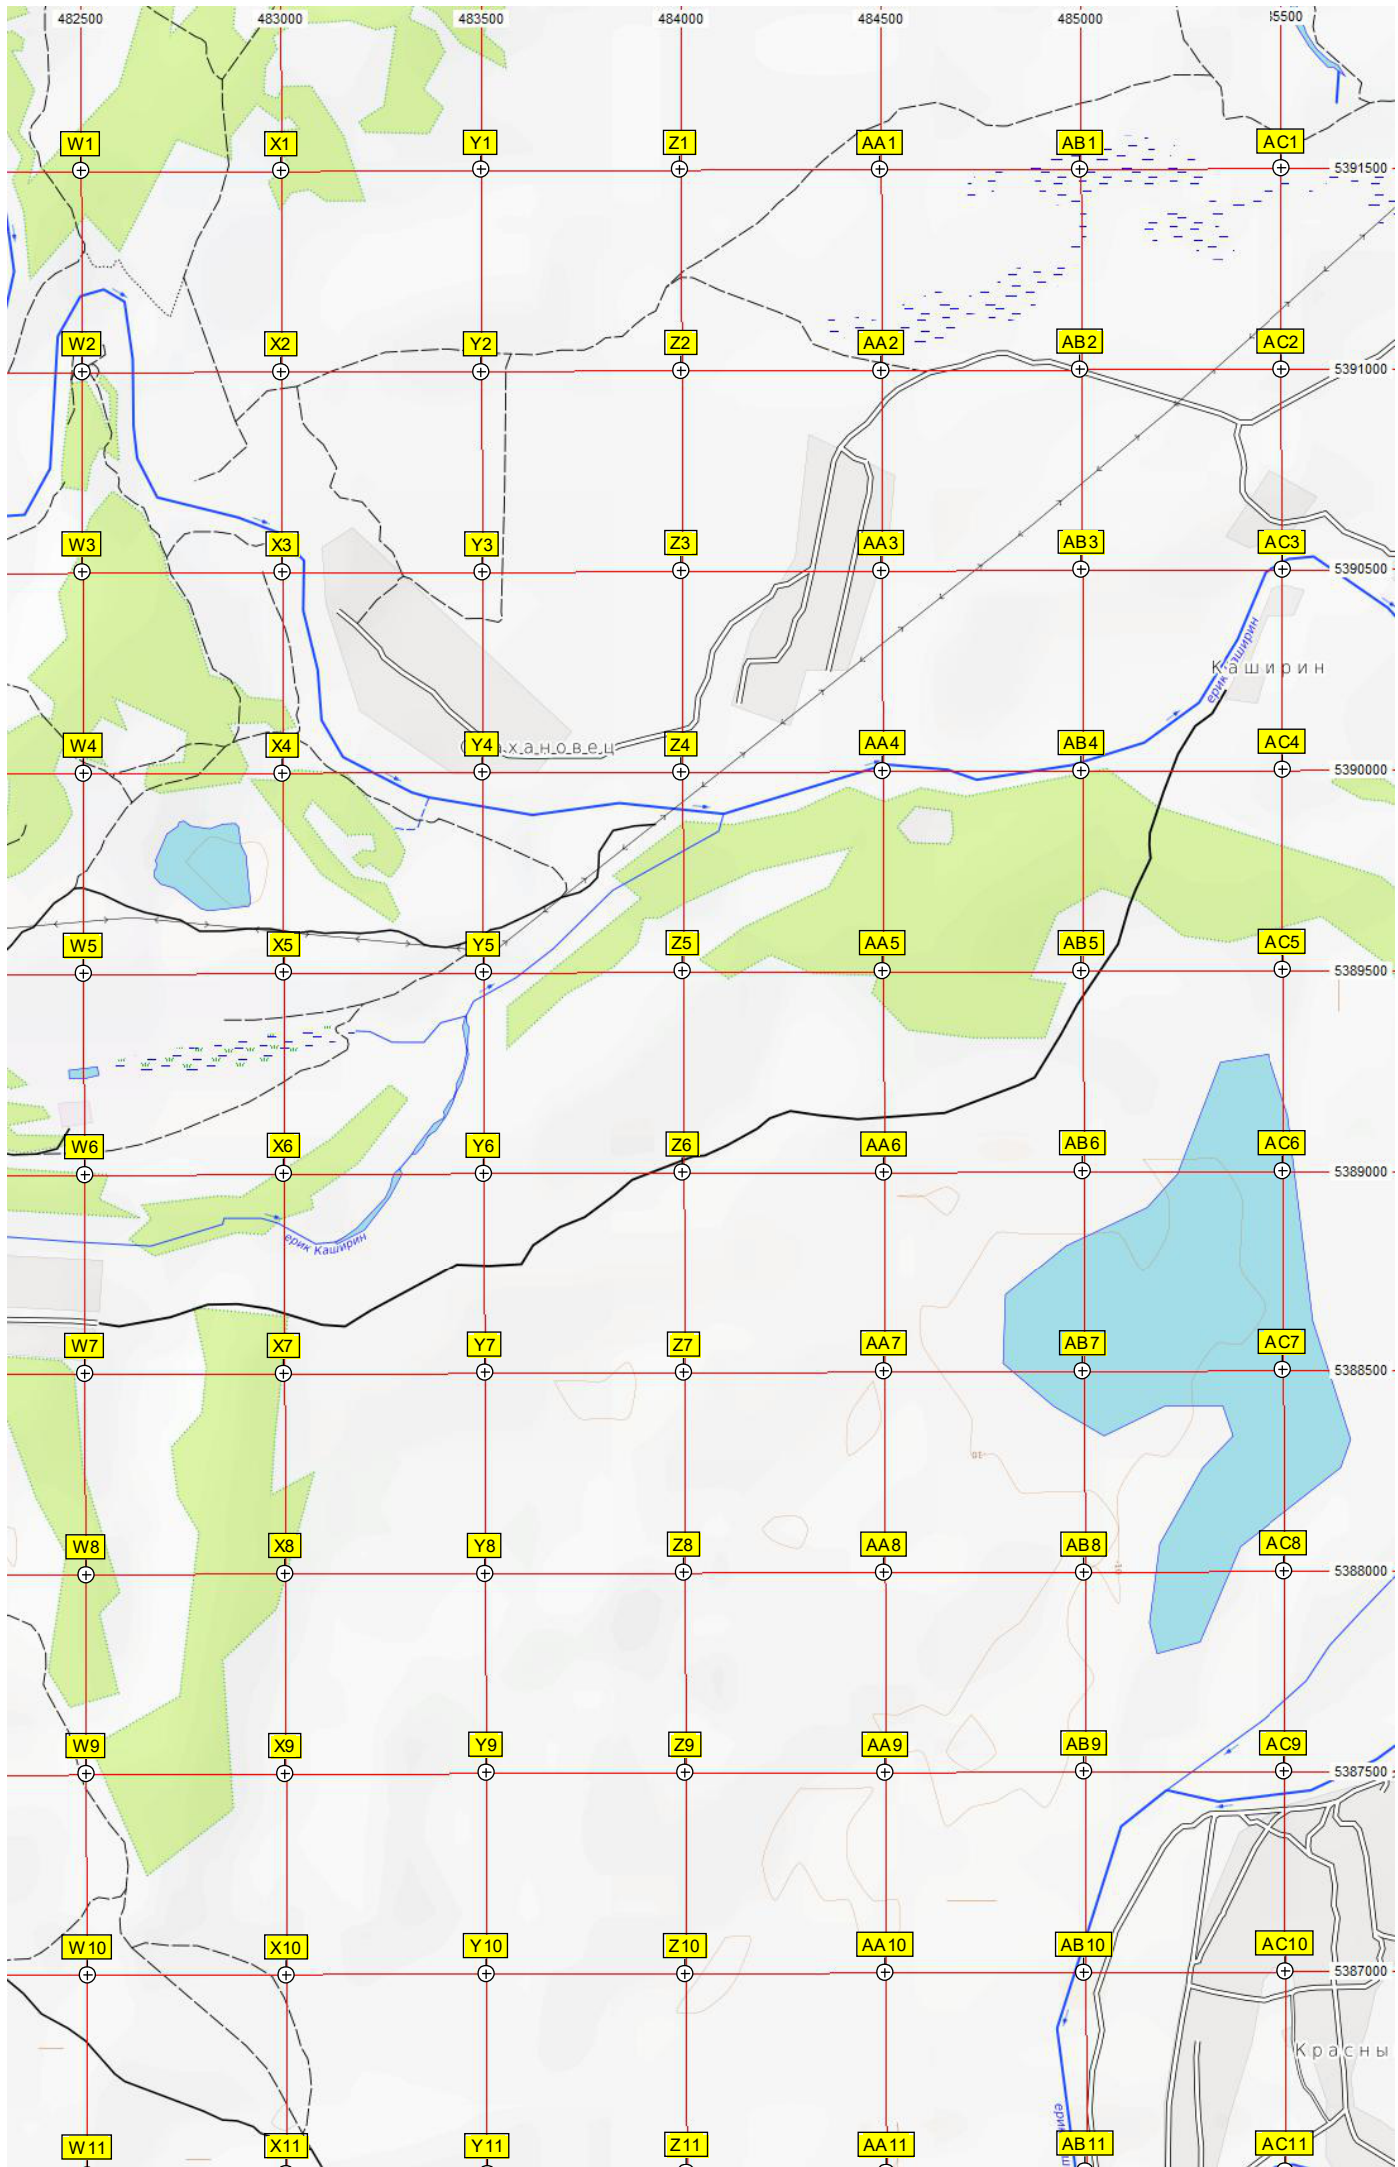 482500 483000 483500 484000 484500 485000
W1 X1 Y1 Z1 AA1 AB1 AC1
5391500
W2 X2 Y2 Z2 AA2 AB2 AC2
5391000
W3 X3 Y3 Z3 AA3 AB3 AC3
5390500
ерик
Каширин
W4 X4 Y4 Z4 AA4 AB4 AC4
5390000
W5 X5 Y5 Z5 AA5 AB5 AC5
5389500
W6 X6 Y6 Z6 AA6 AB6 AC6
5389000
ерик Каширин
W7 X7 Y7 Z7 AA7 AB7 AC7
5388500
W8 X8 Y8 Z8 AA8 AB8 AC8
5388000
W9 X9 Y9 Z9 AA9 AB9 AC9
5387500
W10 X10 Y10 Z10 AA10 AB10 AC10
5387000
Красны
W11 X11 Y11 Z11 AA11 AB11 AC11